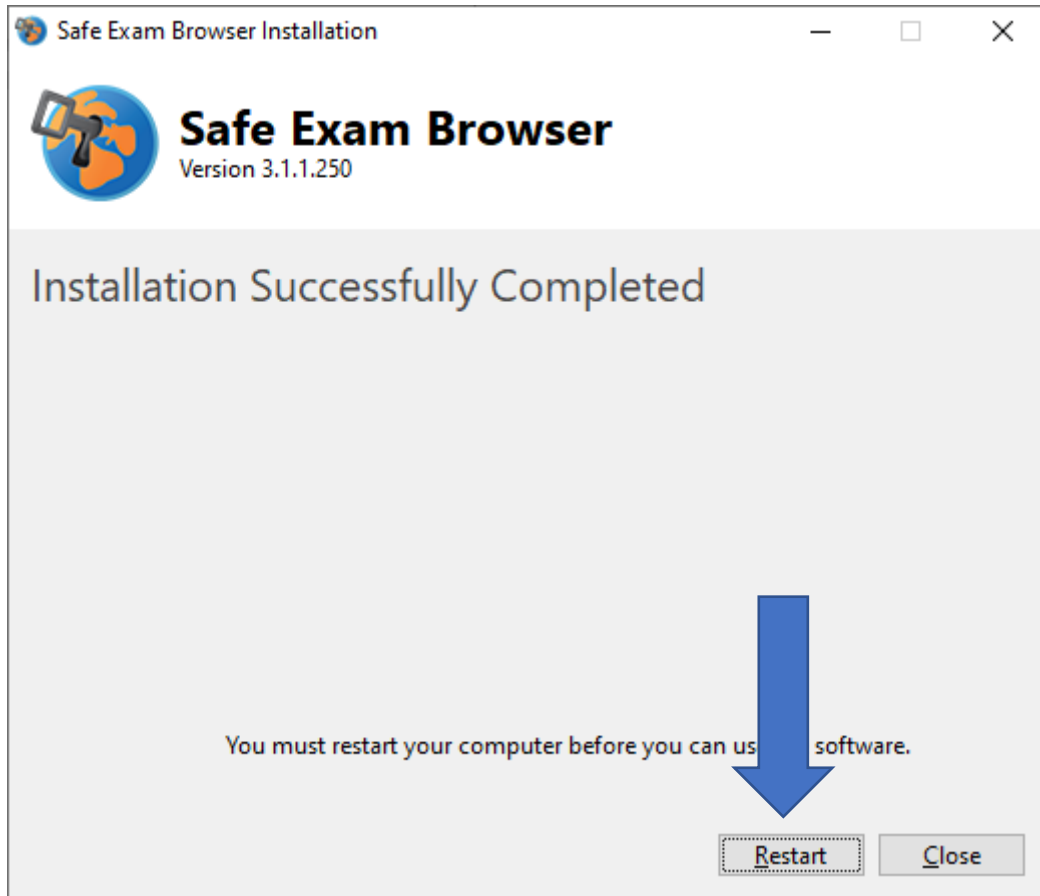 Safe Exam Browser Installation
Safe Exam Browser
Version 3.1.1.250
Installation Successfully Completed
You must restart your computer before you can us software.
Restart Close